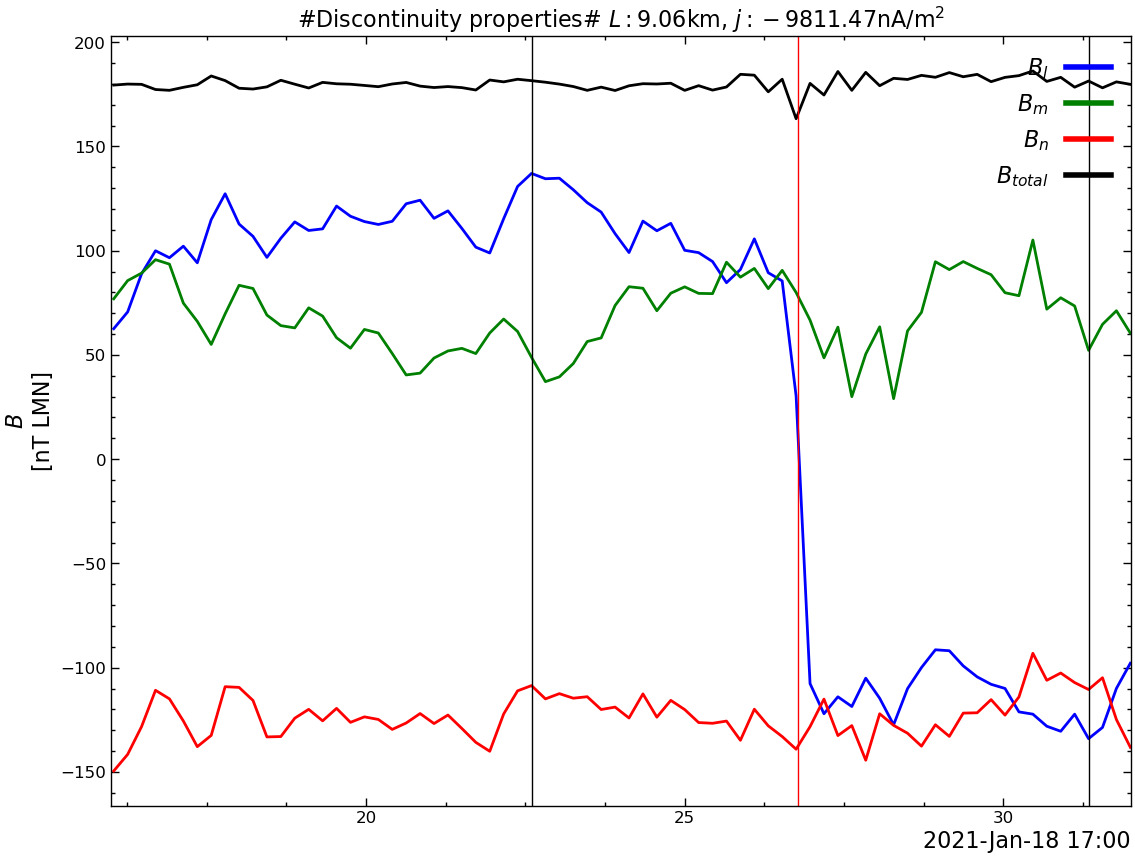 #Discontinuity properties# L : 9.06km, j : −9811.47nA/m²
200
150
100
50
0
−50
−100
−150
B
[nT LMN]
B_l
B_m
B_n
B_total
20
25
30
2021-Jan-18 17:00